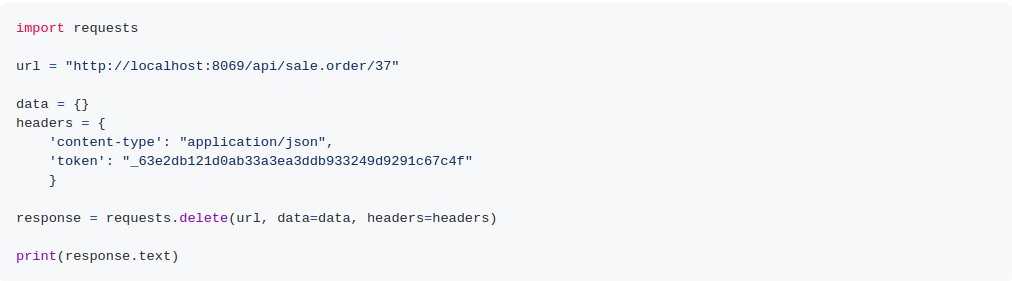 import requests
url = "http://localhost:8069/api/sale.order/37"
data = {}
headers = {
    'content-type': "application/json",
    'token': "_63e2db121d0ab33a3ea3ddb933249d9291c67c4f"
    }
response = requests.delete(url, data=data, headers=headers)
print(response.text)